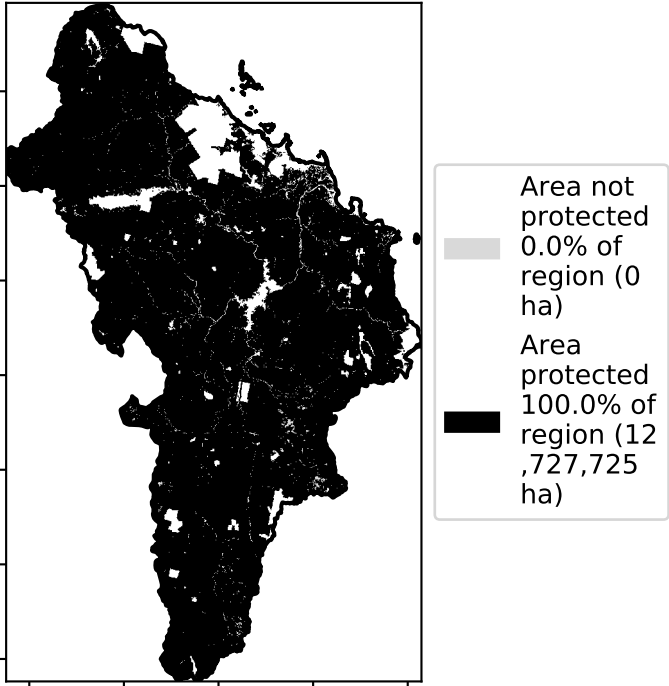 Area not
protected
0.0% of
region (0
ha)
Area
protected
100.0% of
region (12
,727,725
ha)